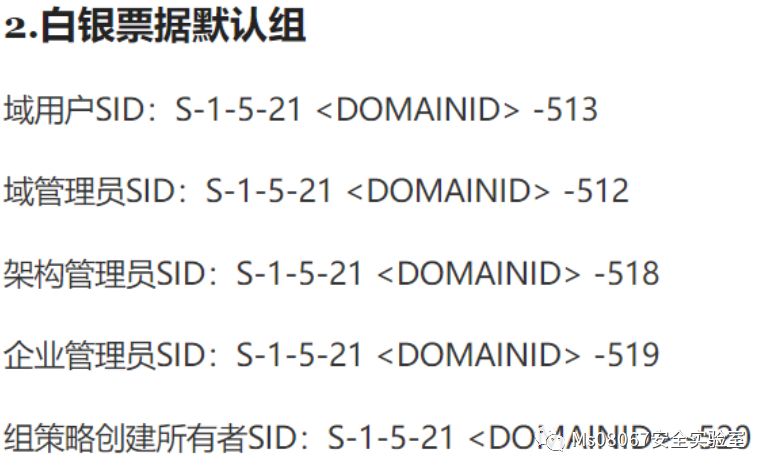 2.白银票据默认组
域用户SID：S-1-5-21 <DOMAINID> -513
域管理员SID：S-1-5-21 <DOMAINID> -512
架构管理员SID：S-1-5-21 <DOMAINID> -518
企业管理员SID：S-1-5-21 <DOMAINID> -519
组策略创建所有者SID：S-1-5-21 <DOMAINID> -520
Ms08067安全实验室